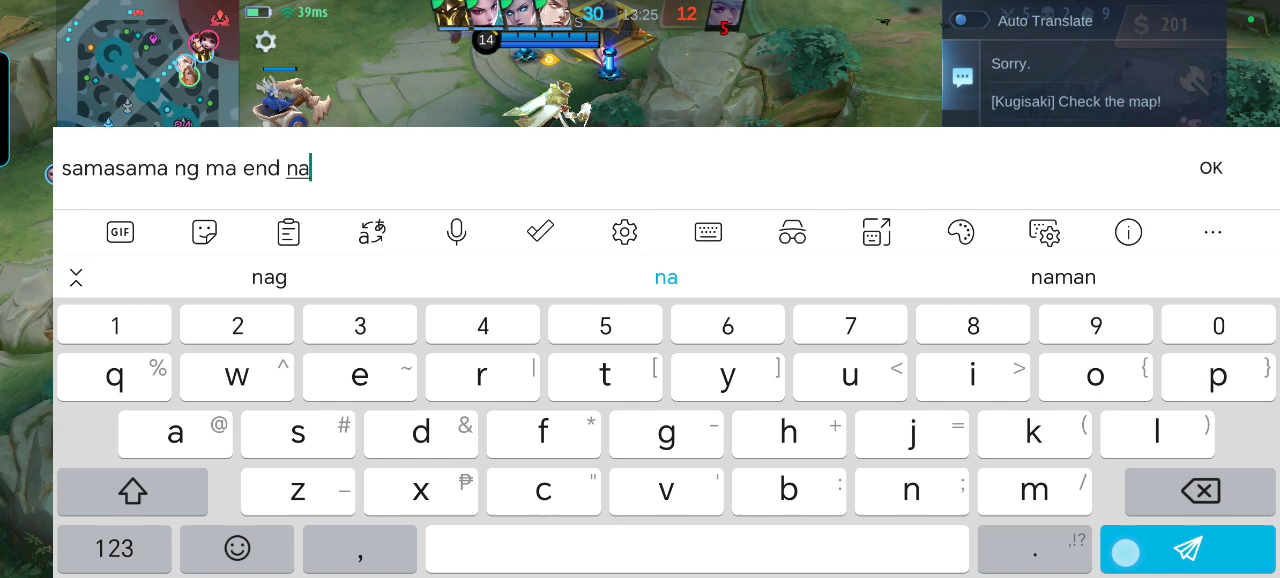 39ms
30
13:25
12
5
14
Auto Translate
$ 201
Sorry.
[Kugisaki] Check the map!
samasama ng ma end na
OK
GIF
nag
na
naman
1 2 3 4 5 6 7 8 9 0
q % w ^ e ~ r | t [ y ] u < i > o { p }
a @ s # d & f * g - h + j = k ( l )
z _ x ₱ c " v ' b : n ; m /
123 , . ,!?